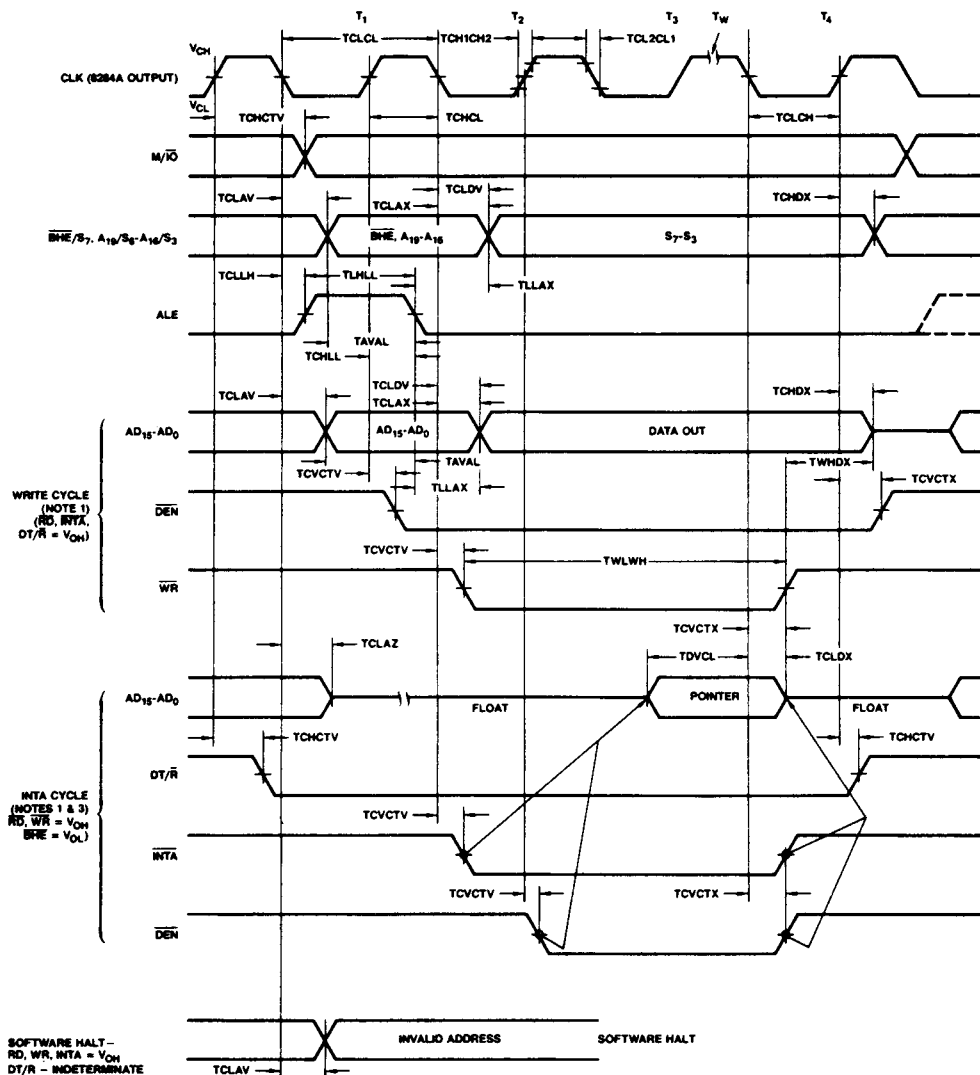 T1 T2 T3 TW T4
TCLCL TCH1CH2 TCL2CL1
VCH
CLK (8284A OUTPUT)
VCL
TCHCTV TCHCL TCLCH
M/IO
TCLDV
TCLAV TCLAX TCHDX
BHE/S7, A19/S6-A16/S3 BHE, A19-A16 S7-S3
TCLLH TLHLL TLLAX
ALE
TAVAL
TCHLL
TCLDV
TCLAV TCLAX TCHDX
AD15-AD0 AD15-AD0 DATA OUT
TAVAL TWHDX
TCVCTV TLLAX TCVCTX
WRITE CYCLE
(NOTE 1)
(RD, INTA,
DT/R = VOH)
DEN
TCVCTV TWLWH
WR
TCVCTX
TCLAZ TDVCL TCLDX
AD15-AD0 FLOAT POINTER FLOAT
TCHCTV TCHCTV
DT/R
INTA CYCLE
(NOTES 1 & 3)
RD, WR = VOH
BHE = VOL)
TCVCTV
INTA
TCVCTV TCVCTX
DEN
SOFTWARE HALT–
RD, WR, INTA = VOH
DT/R – INDETERMINATE
INVALID ADDRESS SOFTWARE HALT
TCLAV